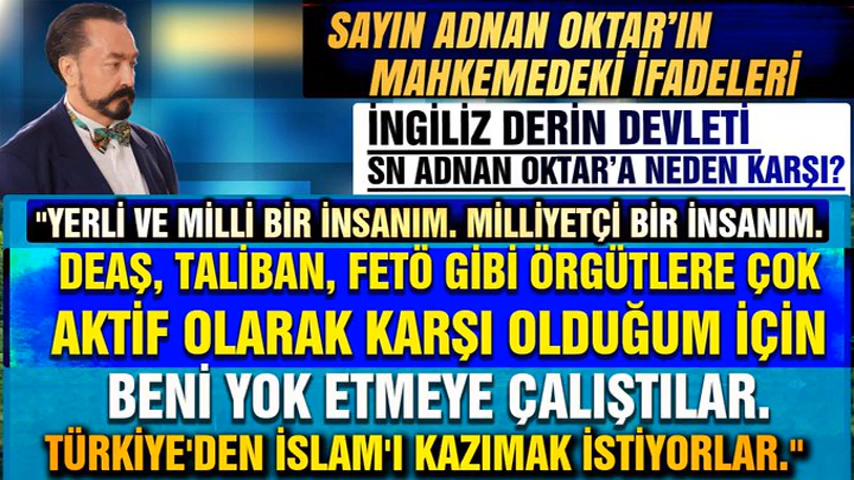 SAYIN ADNAN OKTAR'IN
MAHKEMEDEKİ İFADELERİ
İNGİLİZ DERİN DEVLETİ
SN ADNAN OKTAR'A NEDEN KARŞI?
"YERLİ VE MİLLİ BİR İNSANIM. MİLLİYETÇİ BİR İNSANIM.
DEAŞ, TALİBAN, FETÖ GİBİ ÖRGÜTLERE ÇOK
AKTİF OLARAK KARŞI OLDUĞUM İÇİN
BENİ YOK ETMEYE ÇALIŞTILAR.
TÜRKİYE'DEN İSLAM'I KAZIMAK İSTİYORLAR."